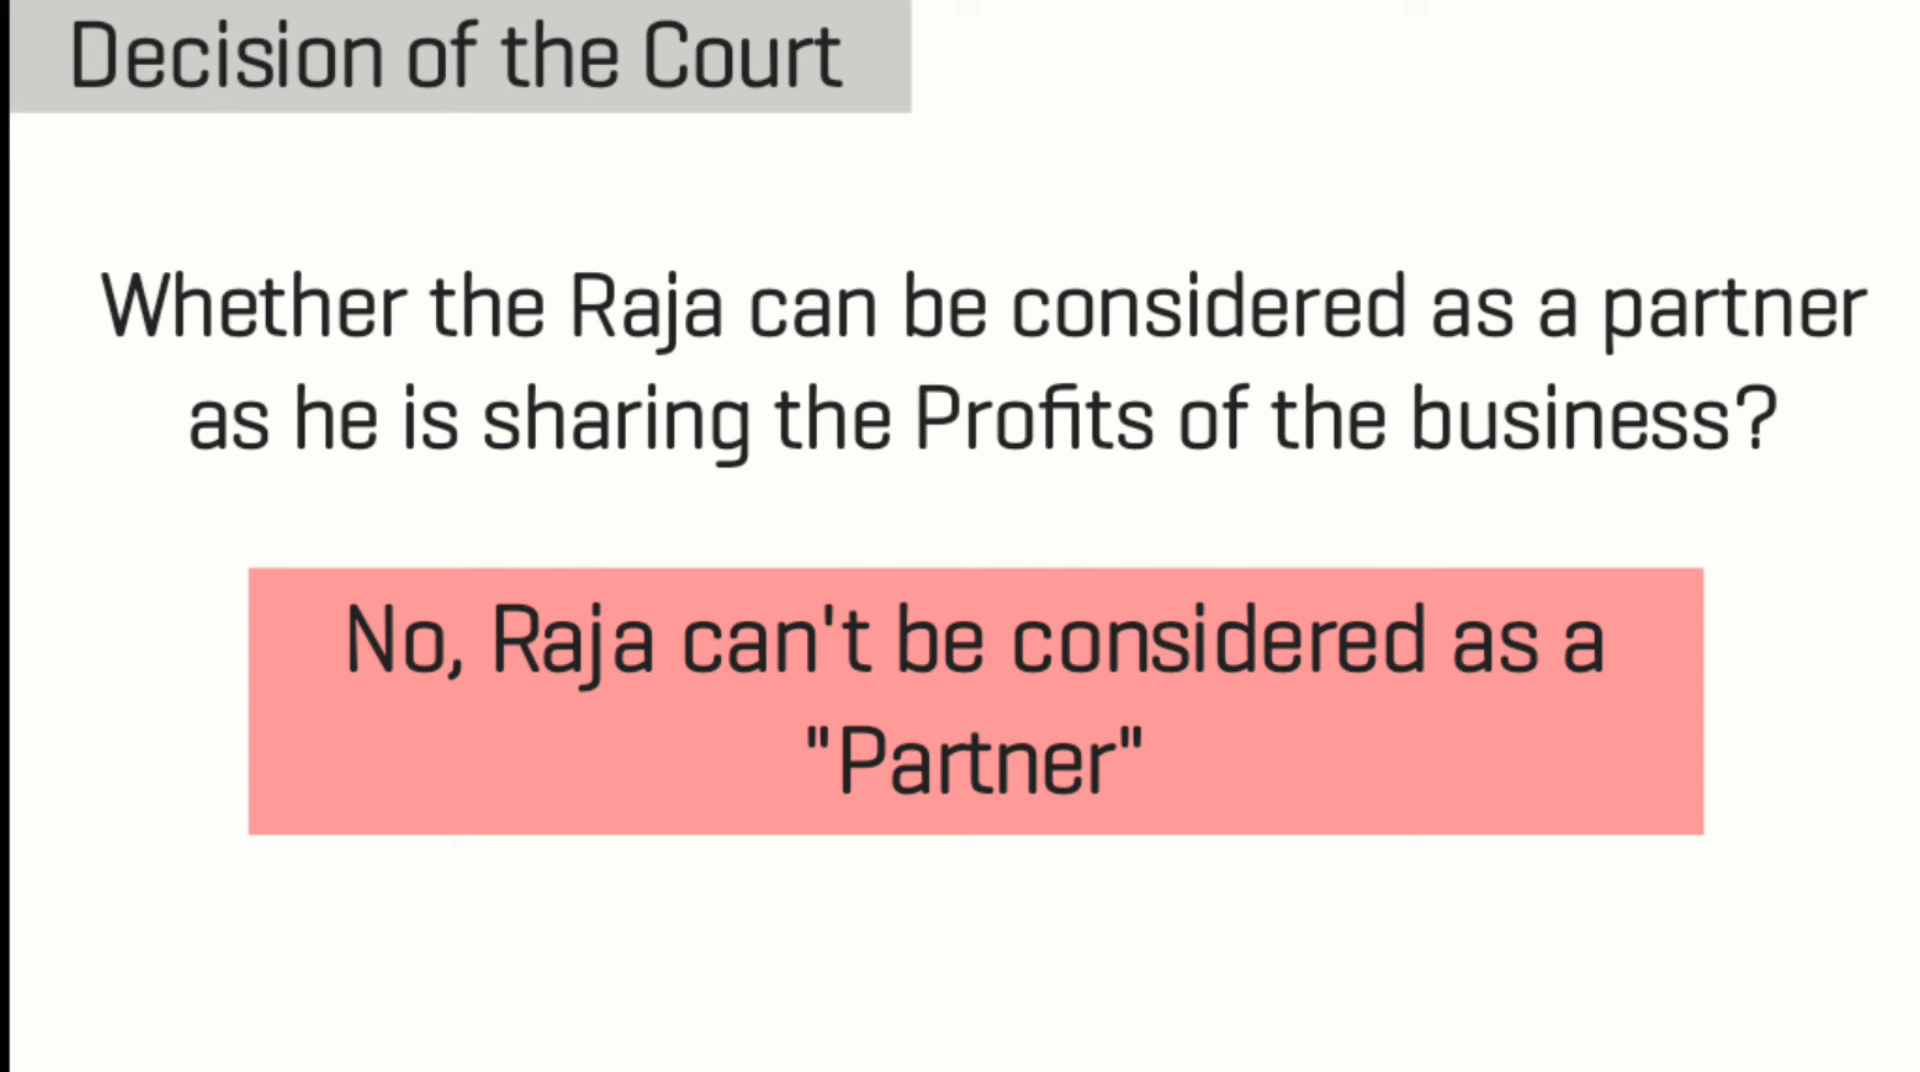 Decision of the Court
Whether the Raja can be considered as a partner
as he is sharing the Profits of the business?
No, Raja can't be considered as a
"Partner"